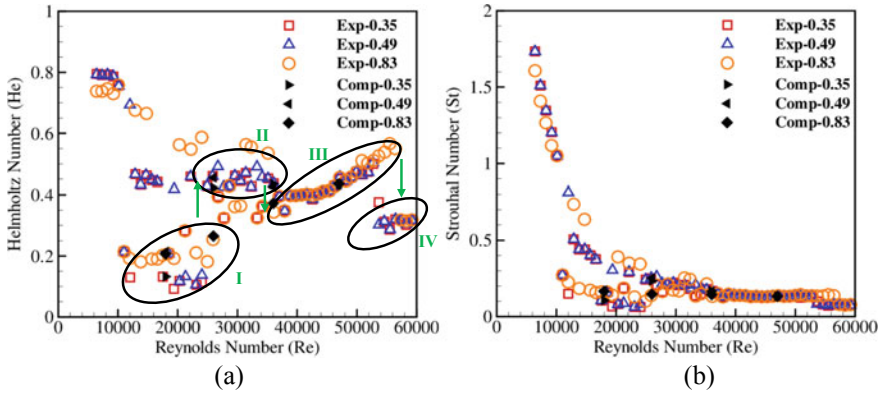 Exp-0.35
Exp-0.49
Exp-0.83
Comp-0.35
Comp-0.49
Comp-0.83
Helmholtz Number (He)
1
0.8
0.6
0.4
0.2
0
I
II
III
IV
0 10000 20000 30000 40000 50000 60000
Reynolds Number (Re)
(a)
Exp-0.35
Exp-0.49
Exp-0.83
Comp-0.35
Comp-0.49
Comp-0.83
Strouhal Number (St)
2
1.5
1
0.5
0
0 10000 20000 30000 40000 50000 60000
Reynolds Number (Re)
(b)